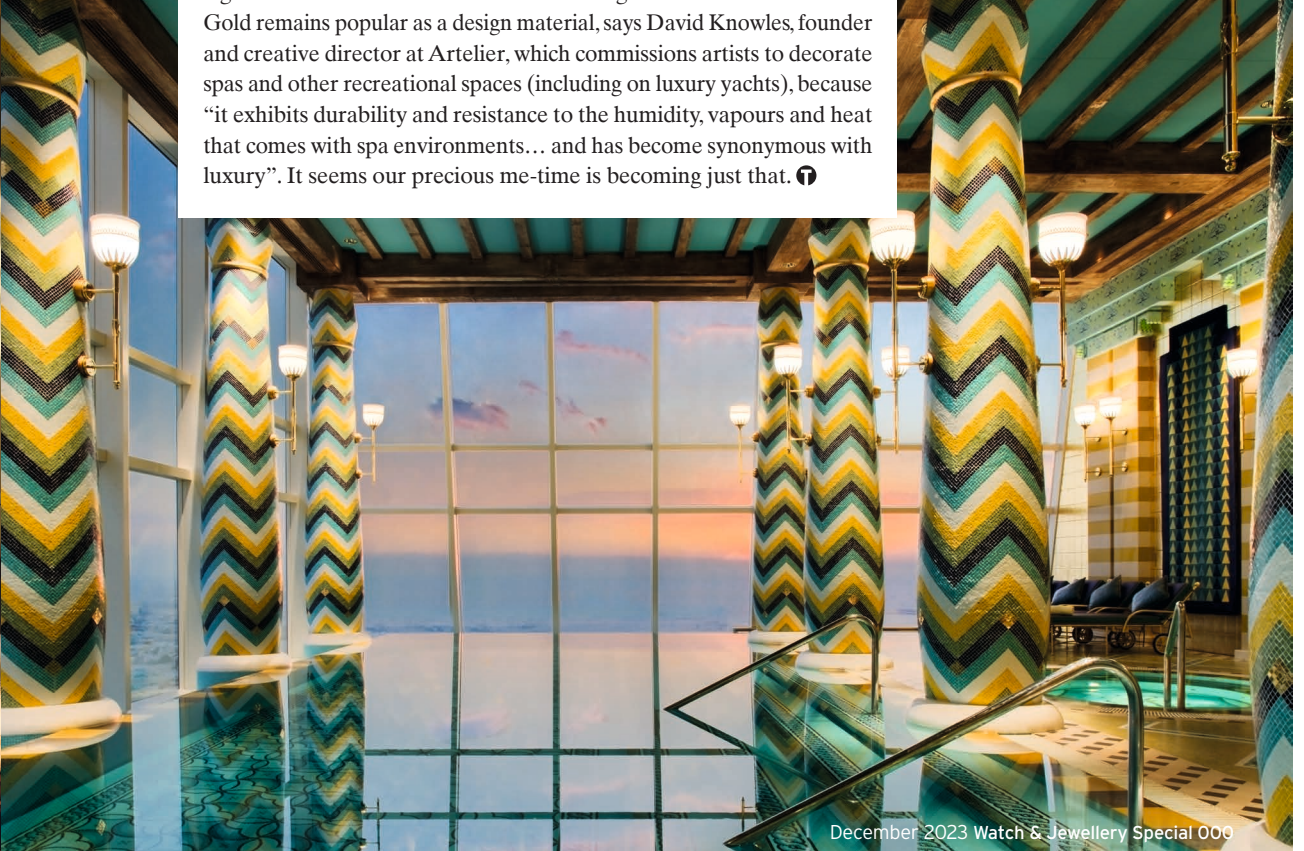 Gold remains popular as a design material, says David Knowles, founder
and creative director at Artelier, which commissions artists to decorate
spas and other recreational spaces (including on luxury yachts), because
“it exhibits durability and resistance to the humidity, vapours and heat
that comes with spa environments… and has become synonymous with
luxury”. It seems our precious me-time is becoming just that. T
December 2023 Watch & Jewellery Special 000